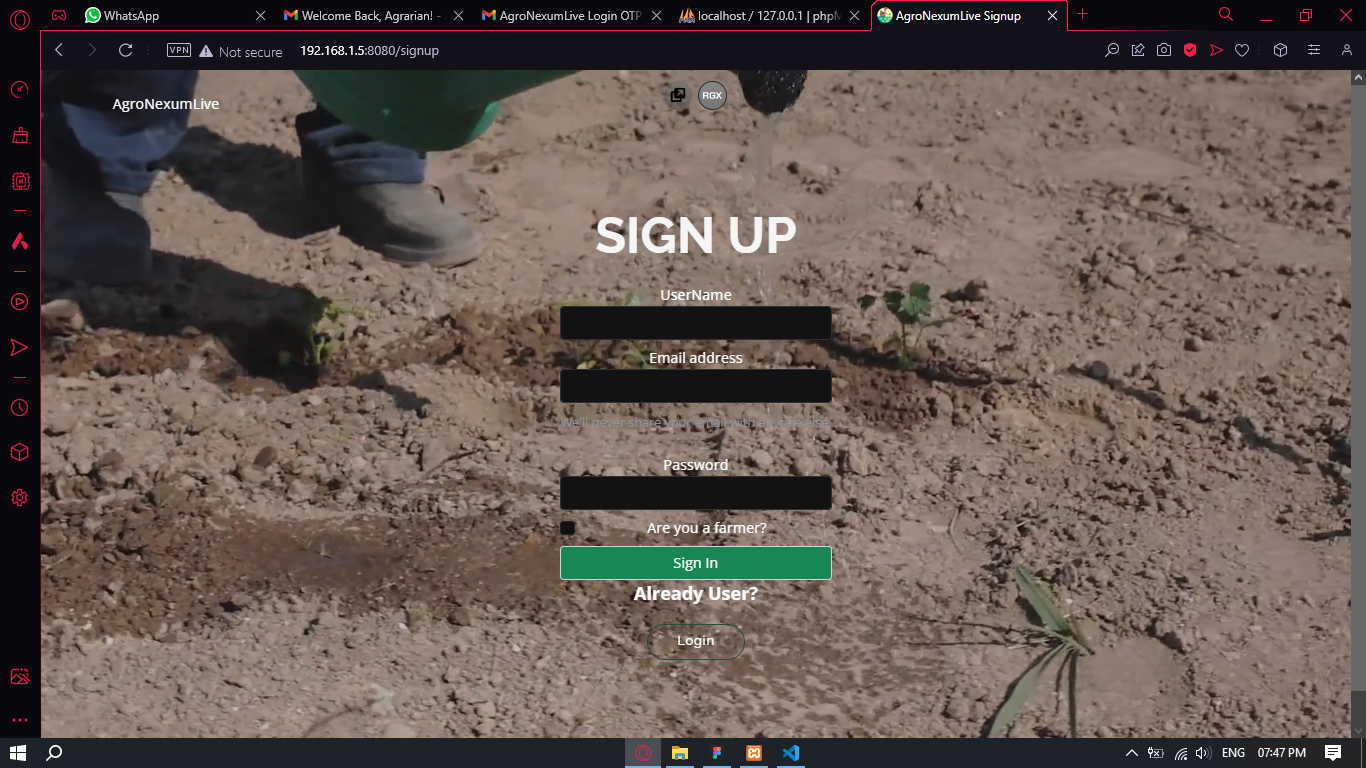 WhatsApp
Welcome Back, Agrarian! -
AgroNexumLive Login OTP
localhost / 127.0.0.1 | phpM
AgroNexumLive Signup
VPN
Not secure
192.168.1.5:8080/signup
AgroNexumLive
RGX
SIGN UP
UserName
Email address
We'll never share your email with anyone else.
Password
Are you a farmer?
Sign In
Already User?
Login
ENG
07:47 PM